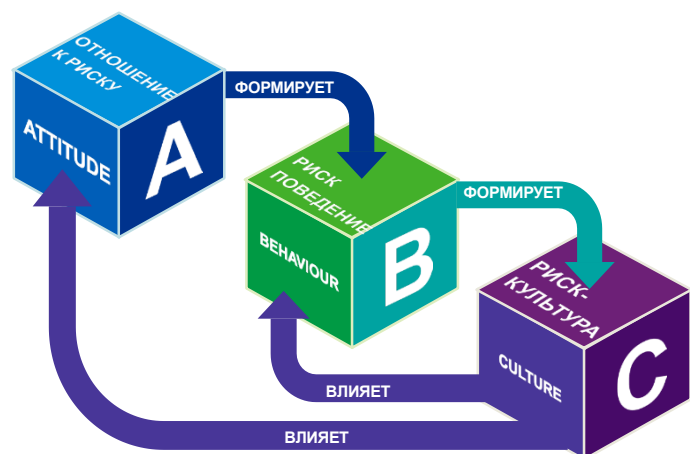 ОТНОШЕНИЕ
К РИСКУ
ATTITUDE
A
ФОРМИРУЕТ
РИСК
ПОВЕДЕНИЕ
BEHAVIOUR
B
ФОРМИРУЕТ
РИСК-
КУЛЬТУРА
CULTURE
C
ВЛИЯЕТ
ВЛИЯЕТ